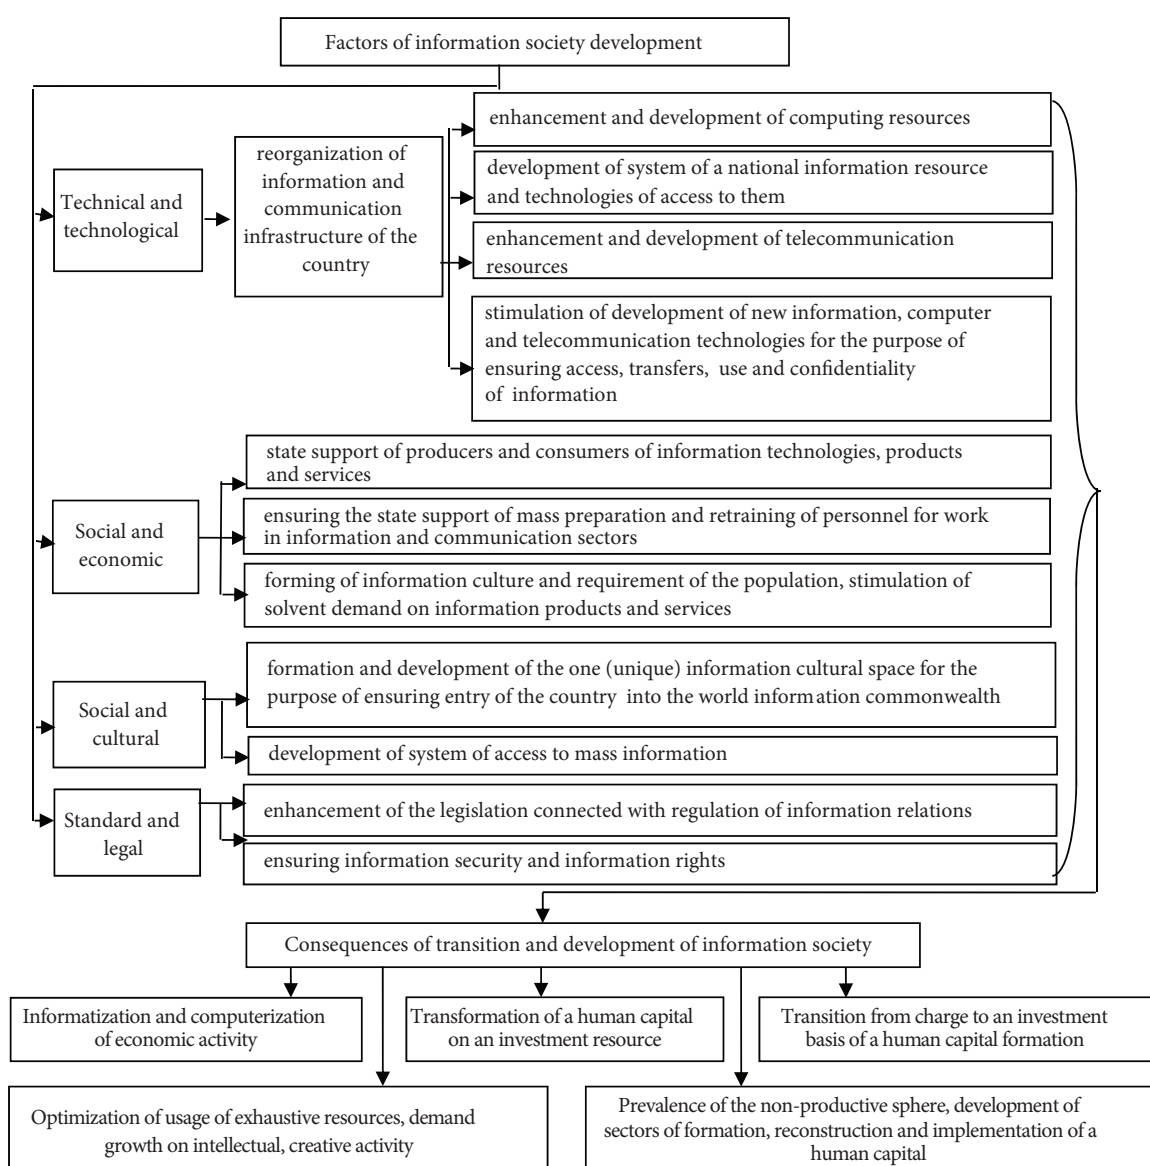 Factors of information society development
Technical and
technological
reorganization of
information and
communication
infrastructure of the
country
enhancement and development of computing resources
development of system of a national information resource
and technologies of access to them
enhancement and development of telecommunication
resources
stimulation of development of new information, computer
and telecommunication technologies for the purpose of
ensuring access, transfers, use and confidentiality
of information
Social and
economic
state support of producers and consumers of information technologies, products
and services
ensuring the state support of mass preparation and retraining of personnel for work
in information and communication sectors
forming of information culture and requirement of the population, stimulation of
solvent demand on information products and services
Social and
cultural
formation and development of the one (unique) information cultural space for the
purpose of ensuring entry of the country into the world information commonwealth
development of system of access to mass information
Standard and
legal
enhancement of the legislation connected with regulation of information relations
ensuring information security and information rights
Consequences of transition and development of information society
Informatization and computerization
of economic activity
Transformation of a human capital
on an investment resource
Transition from charge to an investment
basis of a human capital formation
Optimization of usage of exhaustive resources, demand
growth on intellectual, creative activity
Prevalence of the non-productive sphere, development of
sectors of formation, reconstruction and implementation of a
human capital